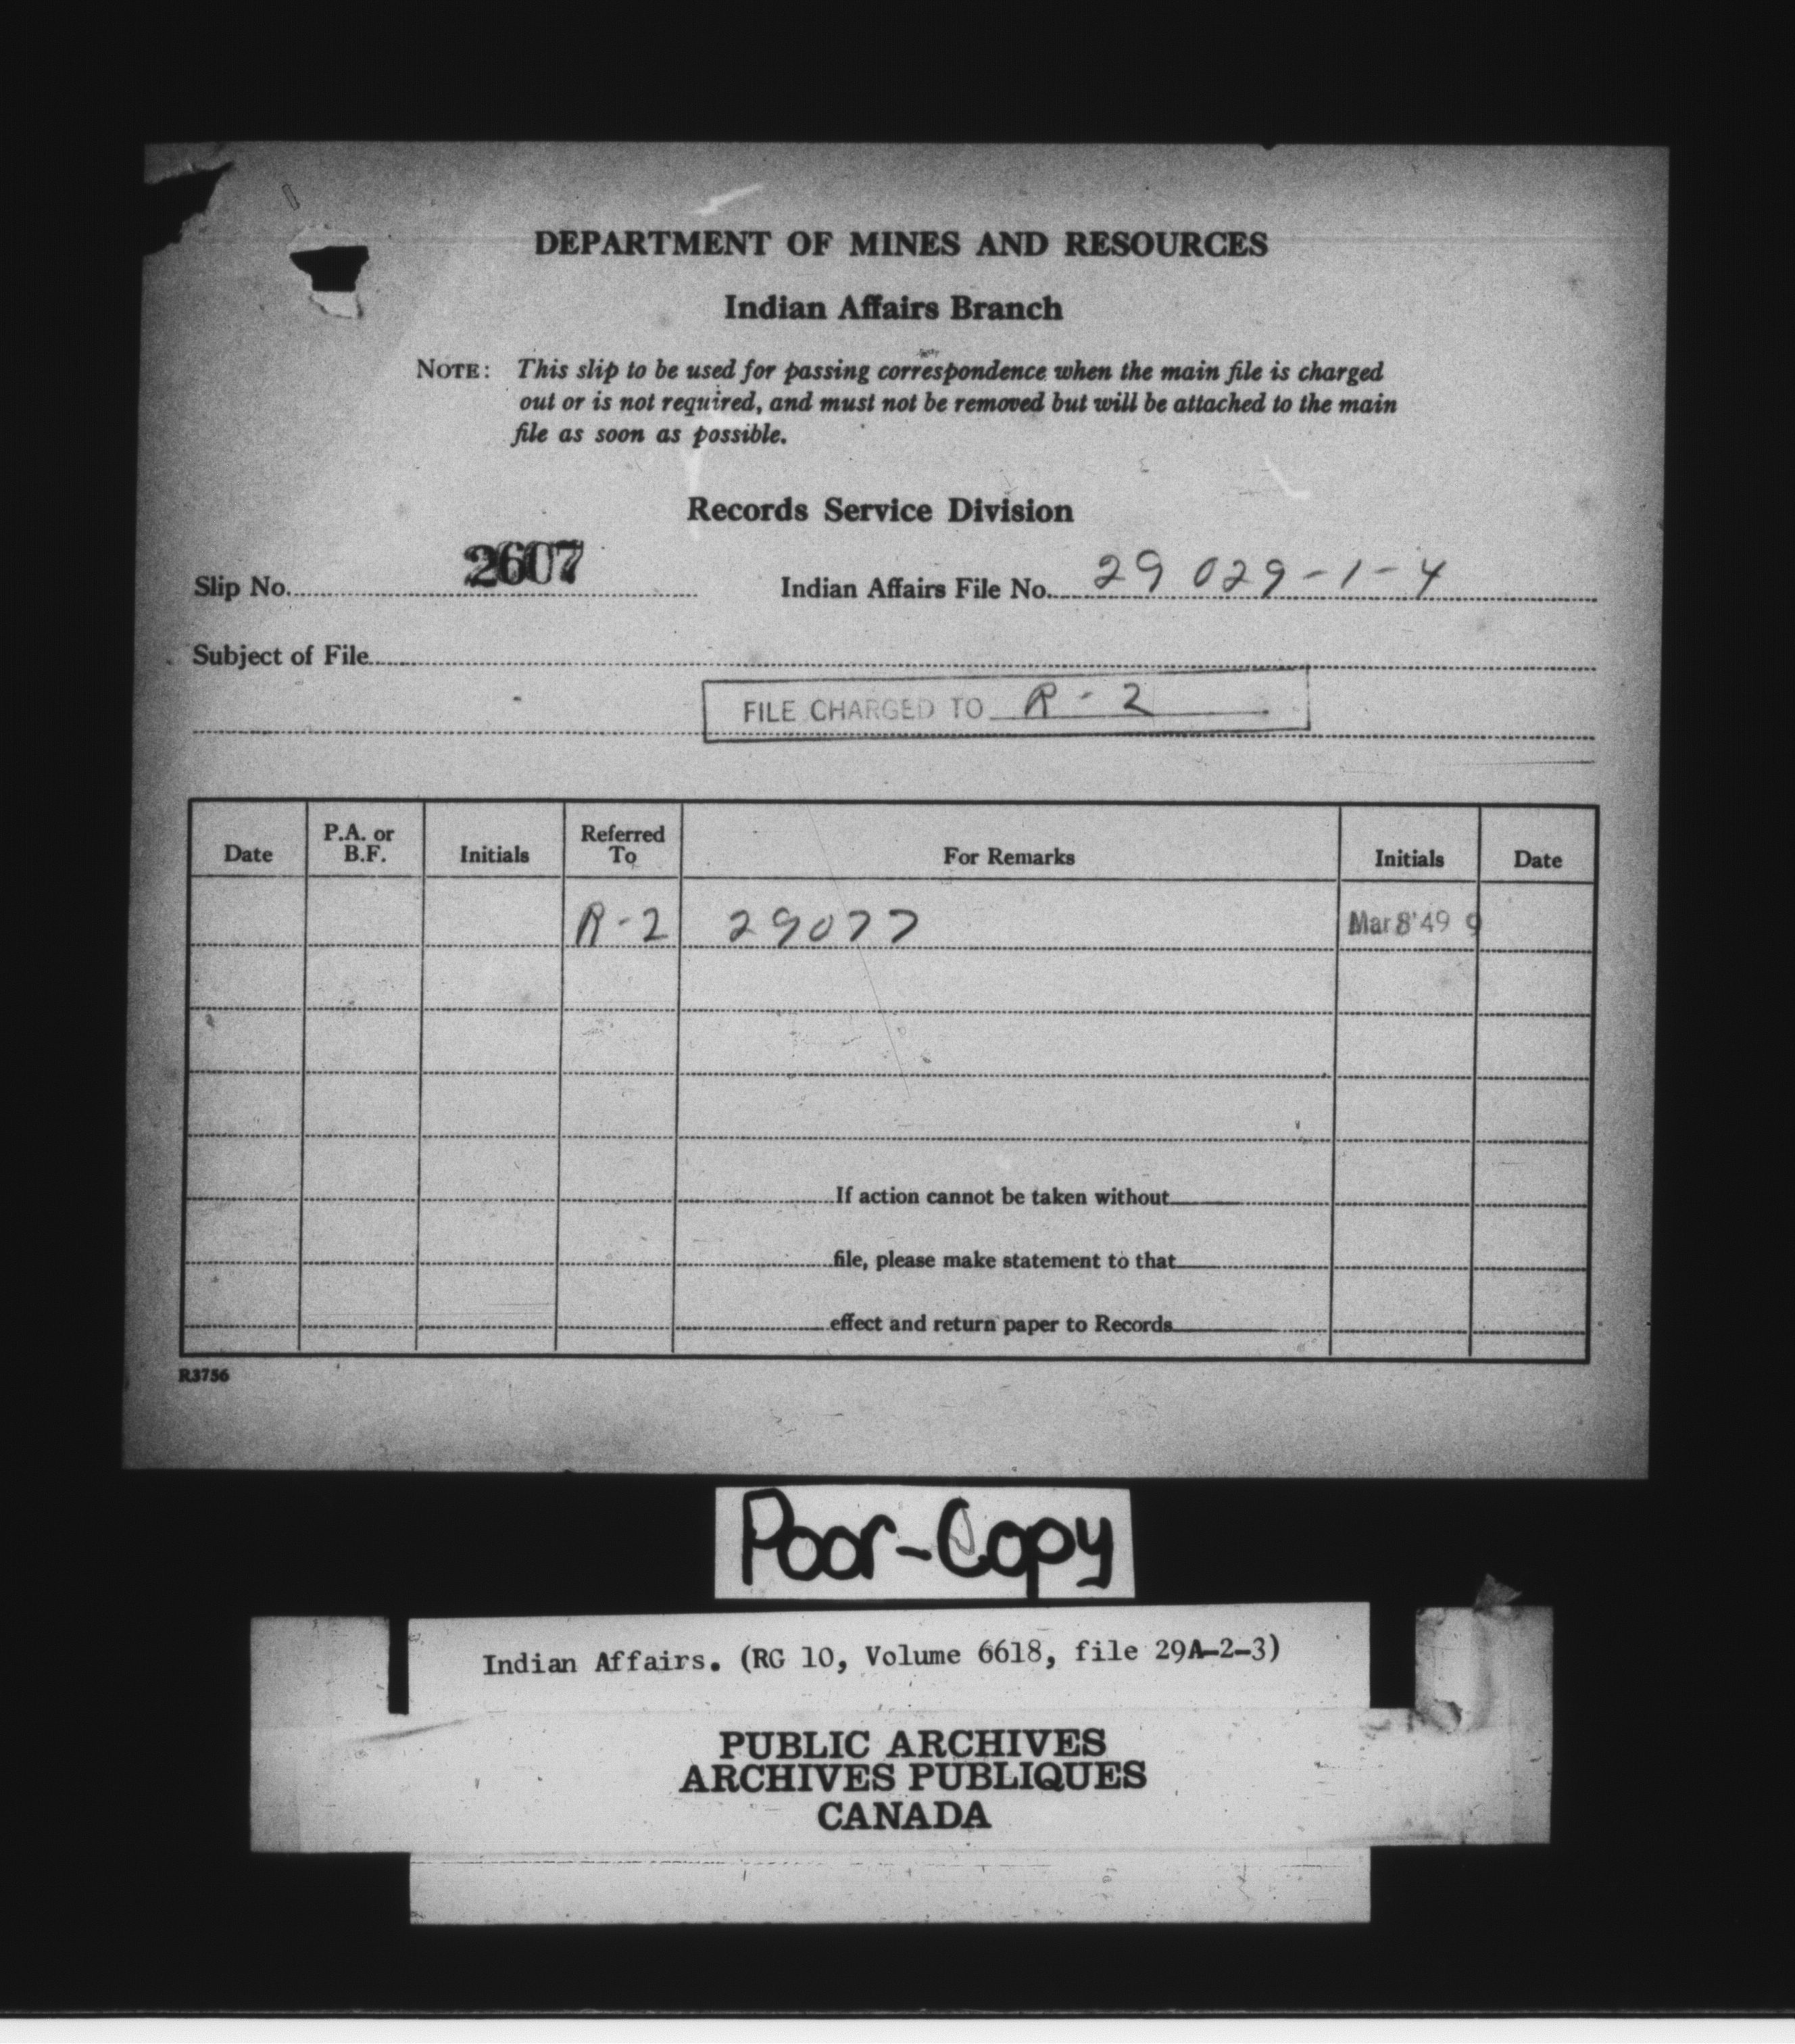 DEPARTMENT OF MINES AND RESOURCES
Indian Affairs Branch
NOTE: This slip to be used for passing correspondence when the main file is charged
out or is not required, and must not be removed but will be attached to the main
file as soon as possible.
Records Service Division
Slip No. 2607 Indian Affairs File No. 29 029-1-4
Subject of File
FILE CHARGED TO R-2
Date P.A. or B.F. Initials Referred To For Remarks Initials Date
R-2 29077 Mar 8'49 9
If action cannot be taken without
file, please make statement to that
effect and return paper to Records
R3756
Poor-Copy
Indian Affairs. (RG 10, Volume 6618, file 29A-2-3)
PUBLIC ARCHIVES
ARCHIVES PUBLIQUES
CANADA